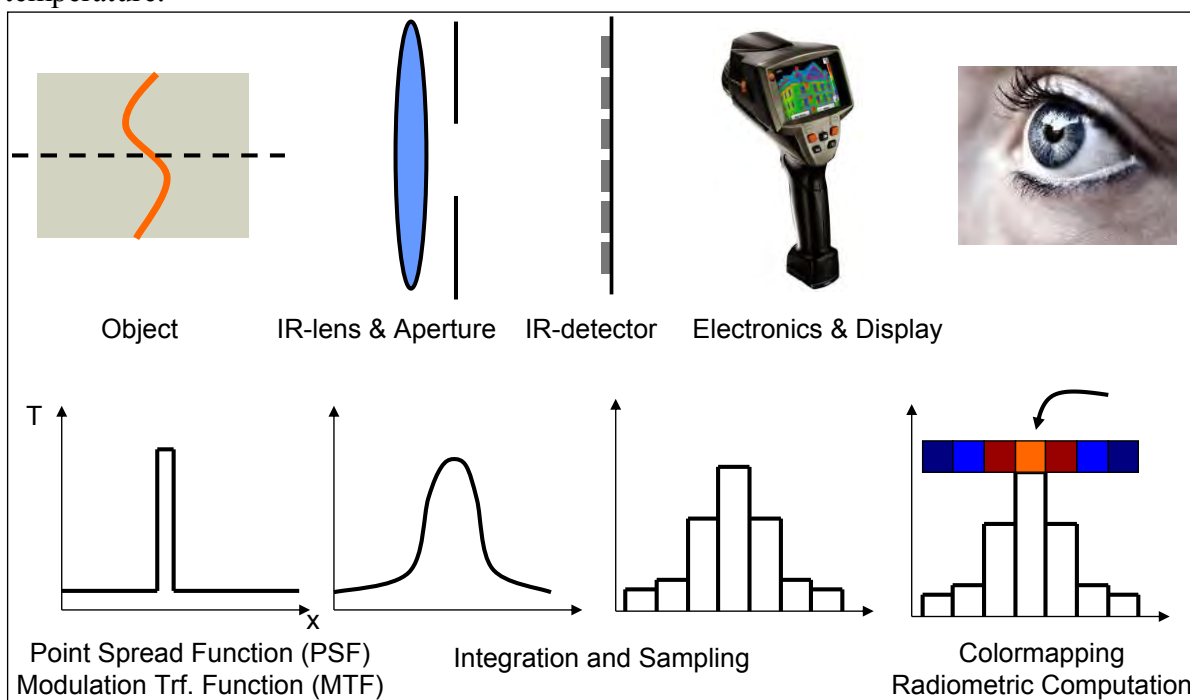 temperature.
Object
IR-lens & Aperture
IR-detector
Electronics & Display
T
x
Point Spread Function (PSF)
Modulation Trf. Function (MTF)
Integration and Sampling
Colormapping
Radiometric Computation